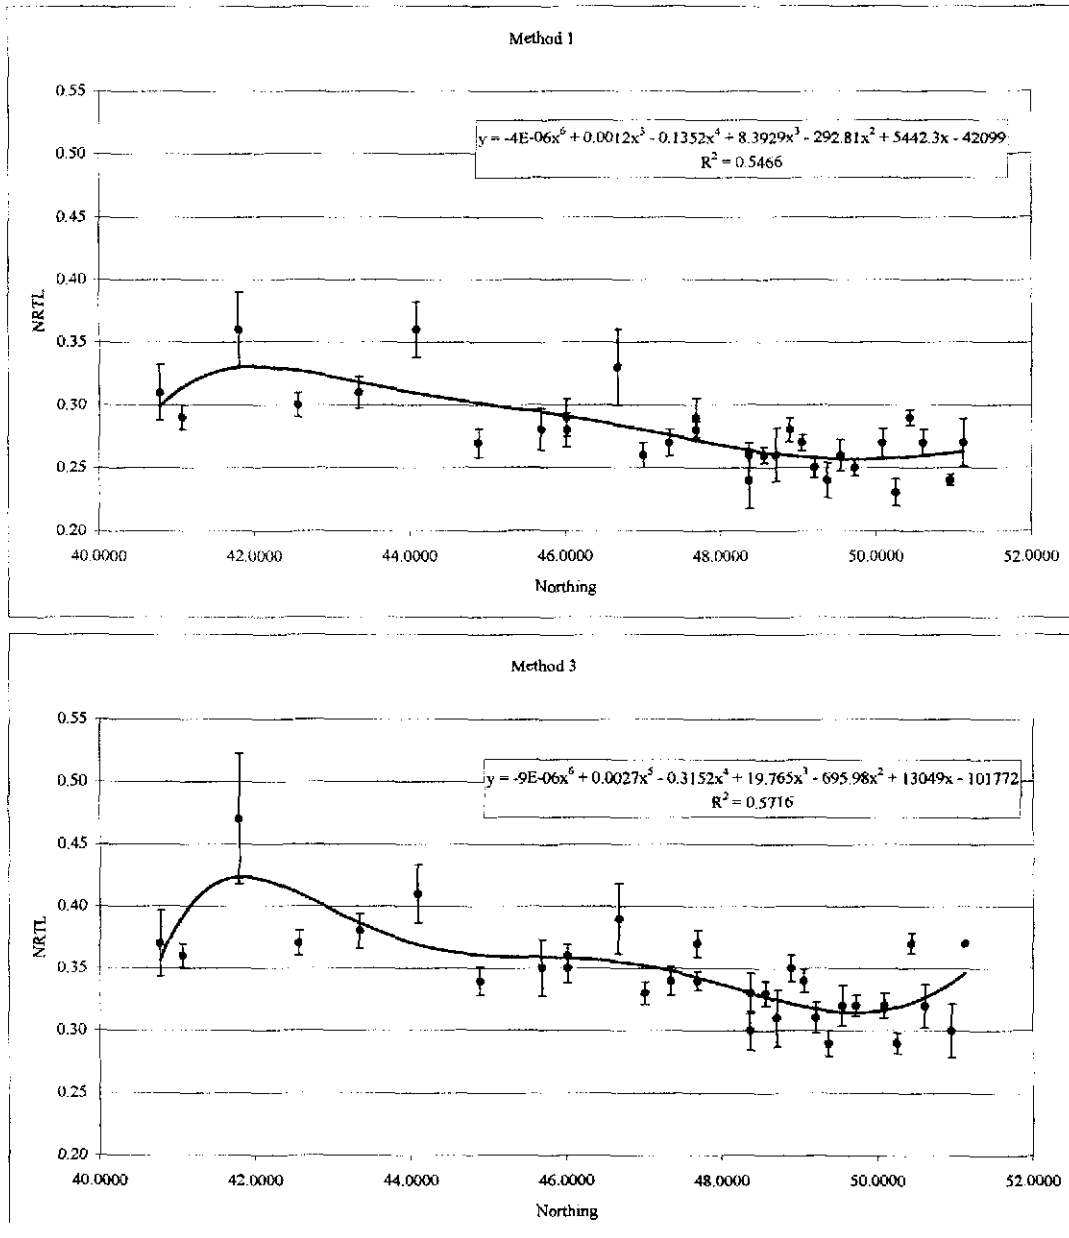 Method 1
0.55
y = -4E-06x⁶ + 0.0012x⁵ - 0.1352x⁴ + 8.3929x³ - 292.81x² + 5442.3x - 42099
R² = 0.5466
0.50
0.45
0.40
NRTL
0.35
0.30
0.25
0.20
40.0000 42.0000 44.0000 46.0000 48.0000 50.0000 52.0000
Northing
Method 3
0.55
y = -9E-06x⁶ + 0.0027x⁵ - 0.3152x⁴ + 19.765x³ - 695.98x² + 13049x - 101772
R² = 0.5716
0.50
0.45
0.40
NRTL
0.35
0.30
0.25
0.20
40.0000 42.0000 44.0000 46.0000 48.0000 50.0000 52.0000
Northing